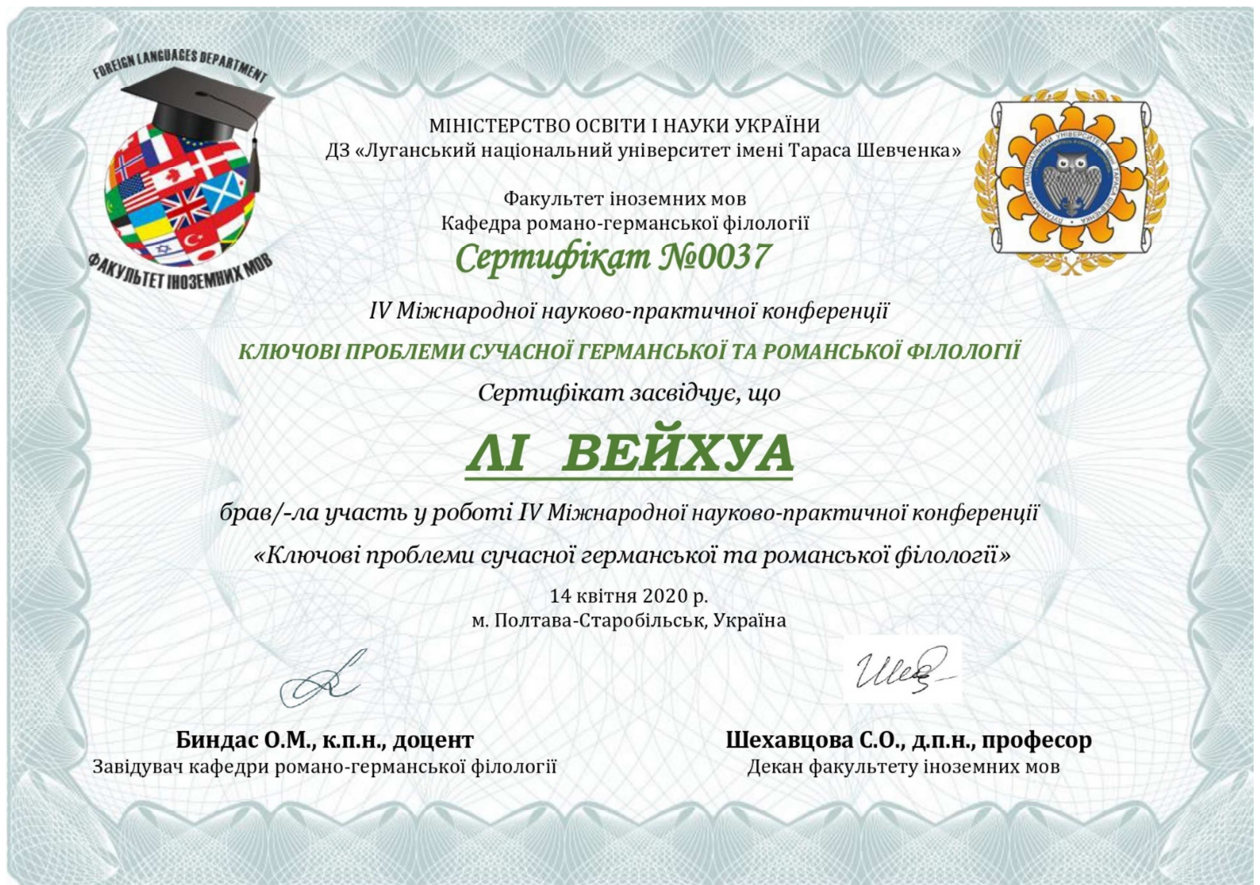 FOREIGN LANGUAGES DEPARTMENT
ФАКУЛЬТЕТ ІНОЗЕМНИХ МОВ
МІНІСТЕРСТВО ОСВІТИ І НАУКИ УКРАЇНИ
ДЗ «Луганський національний університет імені Тараса Шевченка»
Факультет іноземних мов
Кафедра романо-германської філології
Сертифікат №0037
IV Міжнародної науково-практичної конференції
КЛЮЧОВІ ПРОБЛЕМИ СУЧАСНОЇ ГЕРМАНСЬКОЇ ТА РОМАНСЬКОЇ ФІЛОЛОГІЇ
Сертифікат засвідчує, що
ЛІ ВЕЙХУА
брав/-ла участь у роботі IV Міжнародної науково-практичної конференції
«Ключові проблеми сучасної германської та романської філології»
14 квітня 2020 р.
м. Полтава-Старобільськ, Україна
Биндас О.М., к.п.н., доцент
Завідувач кафедри романо-германської філології
Шехавцова С.О., д.п.н., професор
Декан факультету іноземних мов